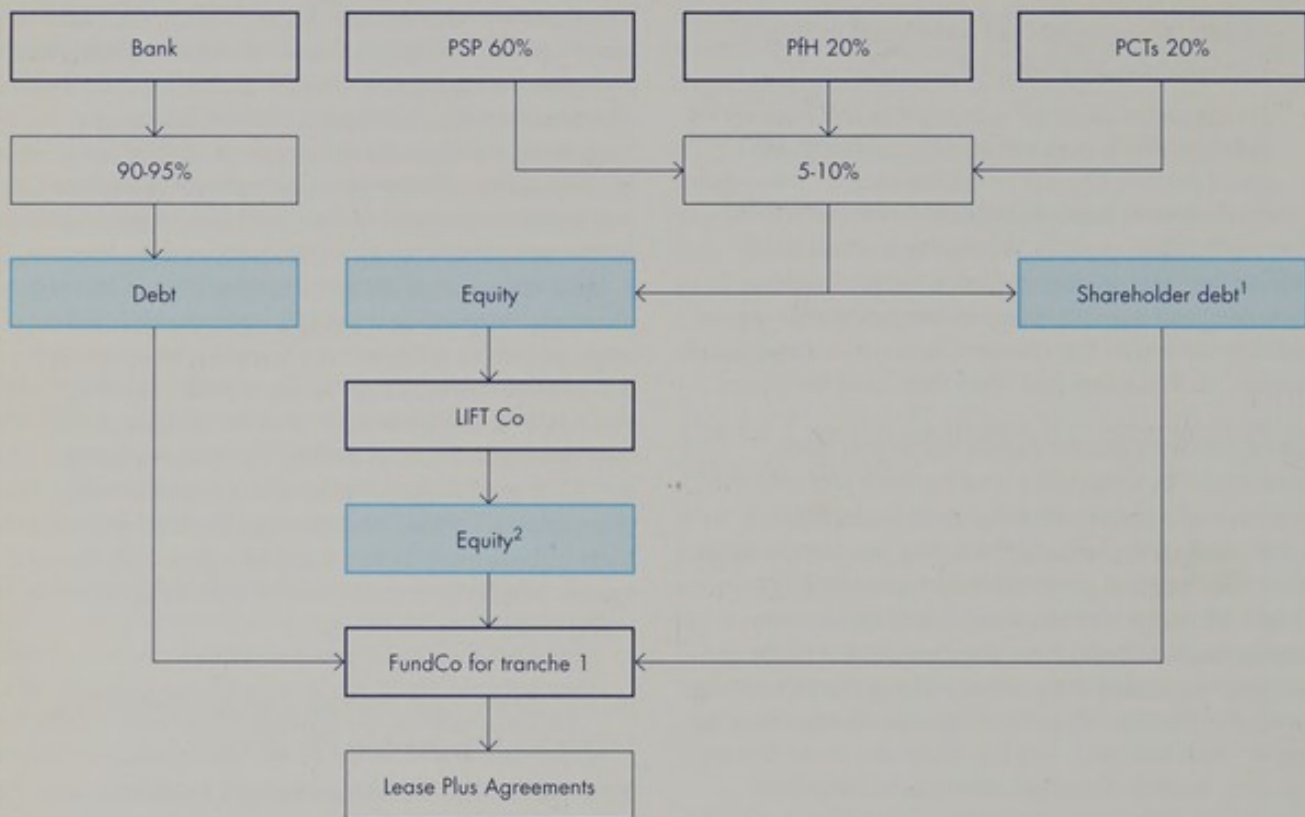 Bank
PSP 60%
PfH 20%
PCTs 20%
90-95%
5-10%
Debt
Equity
Shareholder debt¹
LIFT Co
Equity²
FundCo for tranche 1
Lease Plus Agreements